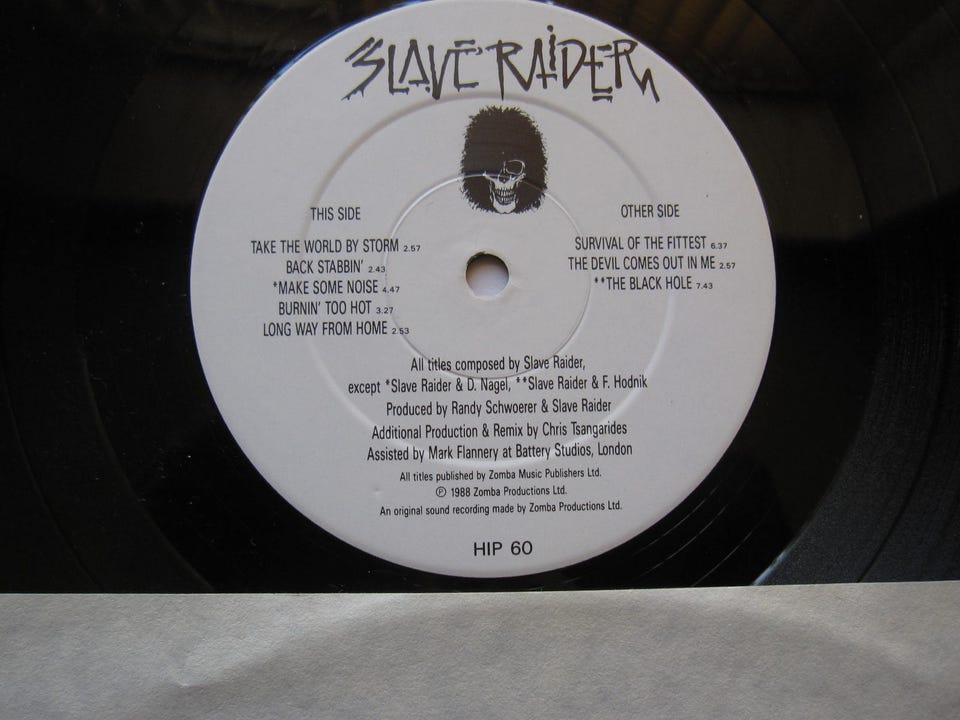 SLAVE RAIDER
THIS SIDE
TAKE THE WORLD BY STORM 2.57
BACK STABBIN' 2.43
*MAKE SOME NOISE 4.47
BURNIN' TOO HOT 3.27
LONG WAY FROM HOME 2.53
OTHER SIDE
SURVIVAL OF THE FITTEST 6.37
THE DEVIL COMES OUT IN ME 2.57
**THE BLACK HOLE 7.43
All titles composed by Slave Raider,
except *Slave Raider & D. Nagel, **Slave Raider & F. Hodnik
Produced by Randy Schwoerer & Slave Raider
Additional Production & Remix by Chris Tsangarides
Assisted by Mark Flannery at Battery Studios, London
All titles published by Zomba Music Publishers Ltd.
℗ 1988 Zomba Productions Ltd.
An original sound recording made by Zomba Productions Ltd.
HIP 60